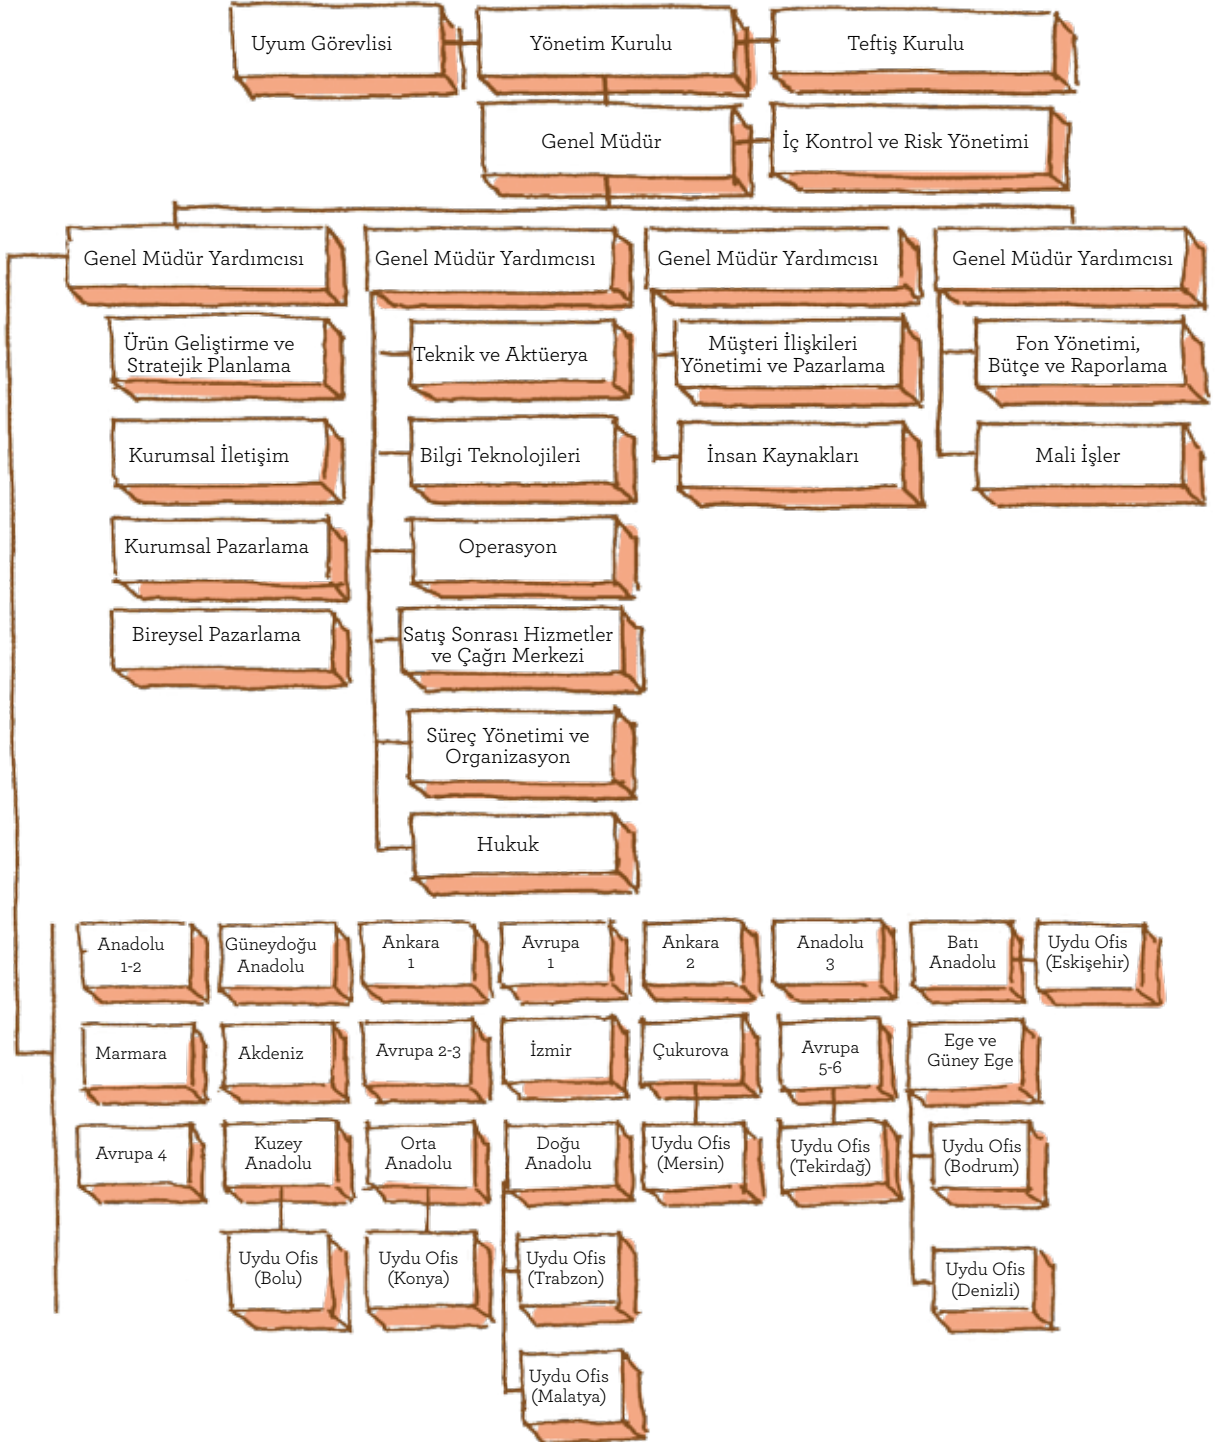 Uyum Görevlisi
Yönetim Kurulu
Teftiş Kurulu
Genel Müdür
İç Kontrol ve Risk Yönetimi
Genel Müdür Yardımcısı
Genel Müdür Yardımcısı
Genel Müdür Yardımcısı
Genel Müdür Yardımcısı
Ürün Geliştirme ve
Stratejik Planlama
Teknik ve Aktüerya
Müşteri İlişkileri
Yönetimi ve Pazarlama
Fon Yönetimi,
Bütçe ve Raporlama
Kurumsal İletişim
Bilgi Teknolojileri
İnsan Kaynakları
Mali İşler
Kurumsal Pazarlama
Operasyon
Bireysel Pazarlama
Satış Sonrası Hizmetler
ve Çağrı Merkezi
Süreç Yönetimi ve
Organizasyon
Hukuk
Anadolu
1-2
Güneydoğu
Anadolu
Ankara
1
Avrupa
1
Ankara
2
Anadolu
3
Batı
Anadolu
Uydu Ofis
(Eskişehir)
Marmara
Akdeniz
Avrupa 2-3
İzmir
Çukurova
Avrupa
5-6
Ege ve
Güney Ege
Avrupa 4
Kuzey
Anadolu
Orta
Anadolu
Doğu
Anadolu
Uydu Ofis
(Mersin)
Uydu Ofis
(Tekirdağ)
Uydu Ofis
(Bodrum)
Uydu Ofis
(Bolu)
Uydu Ofis
(Konya)
Uydu Ofis
(Trabzon)
Uydu Ofis
(Denizli)
Uydu Ofis
(Malatya)